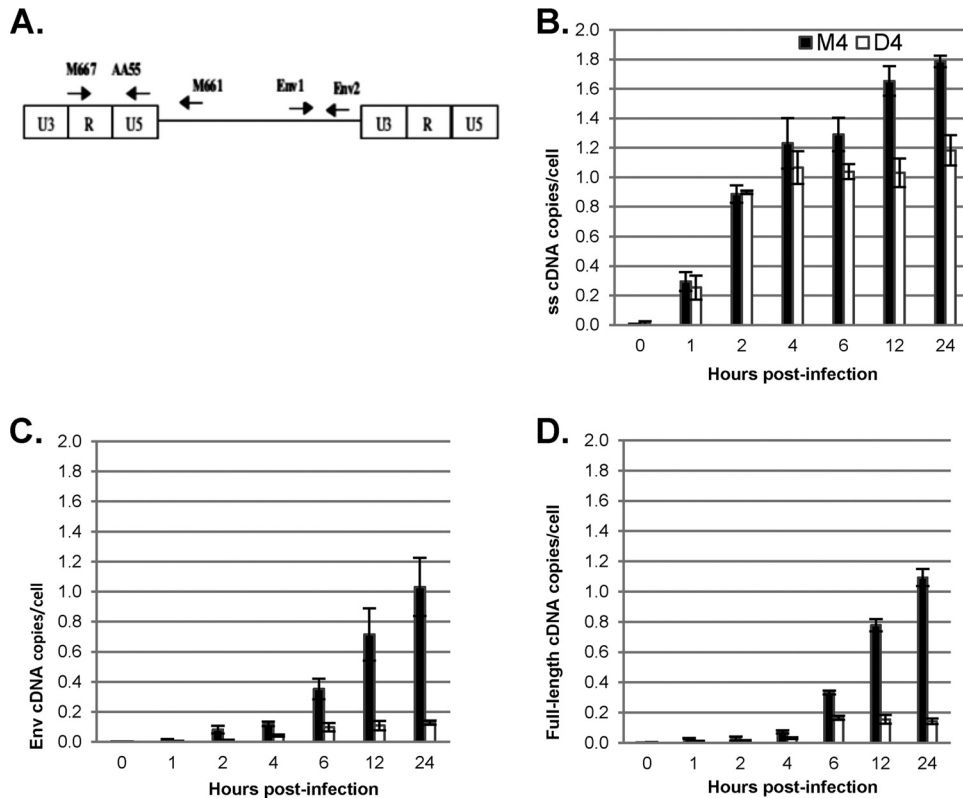 A.
M667 AA55
M661 Env1 Env2
U3 R U5 U3 R U5
B.
M4 D4
2.0
1.8
1.6
1.4
1.2
1.0
0.8
0.6
0.4
0.2
0.0
ss cDNA copies/cell
0 1 2 4 6 12 24
Hours post-infection
C.
2.0
1.8
1.6
1.4
1.2
1.0
0.8
0.6
0.4
0.2
0.0
Env cDNA copies/cell
0 1 2 4 6 12 24
Hours post-infection
D.
2.0
1.8
1.6
1.4
1.2
1.0
0.8
0.6
0.4
0.2
0.0
Full-length cDNA copies/cell
0 1 2 4 6 12 24
Hours post-infection